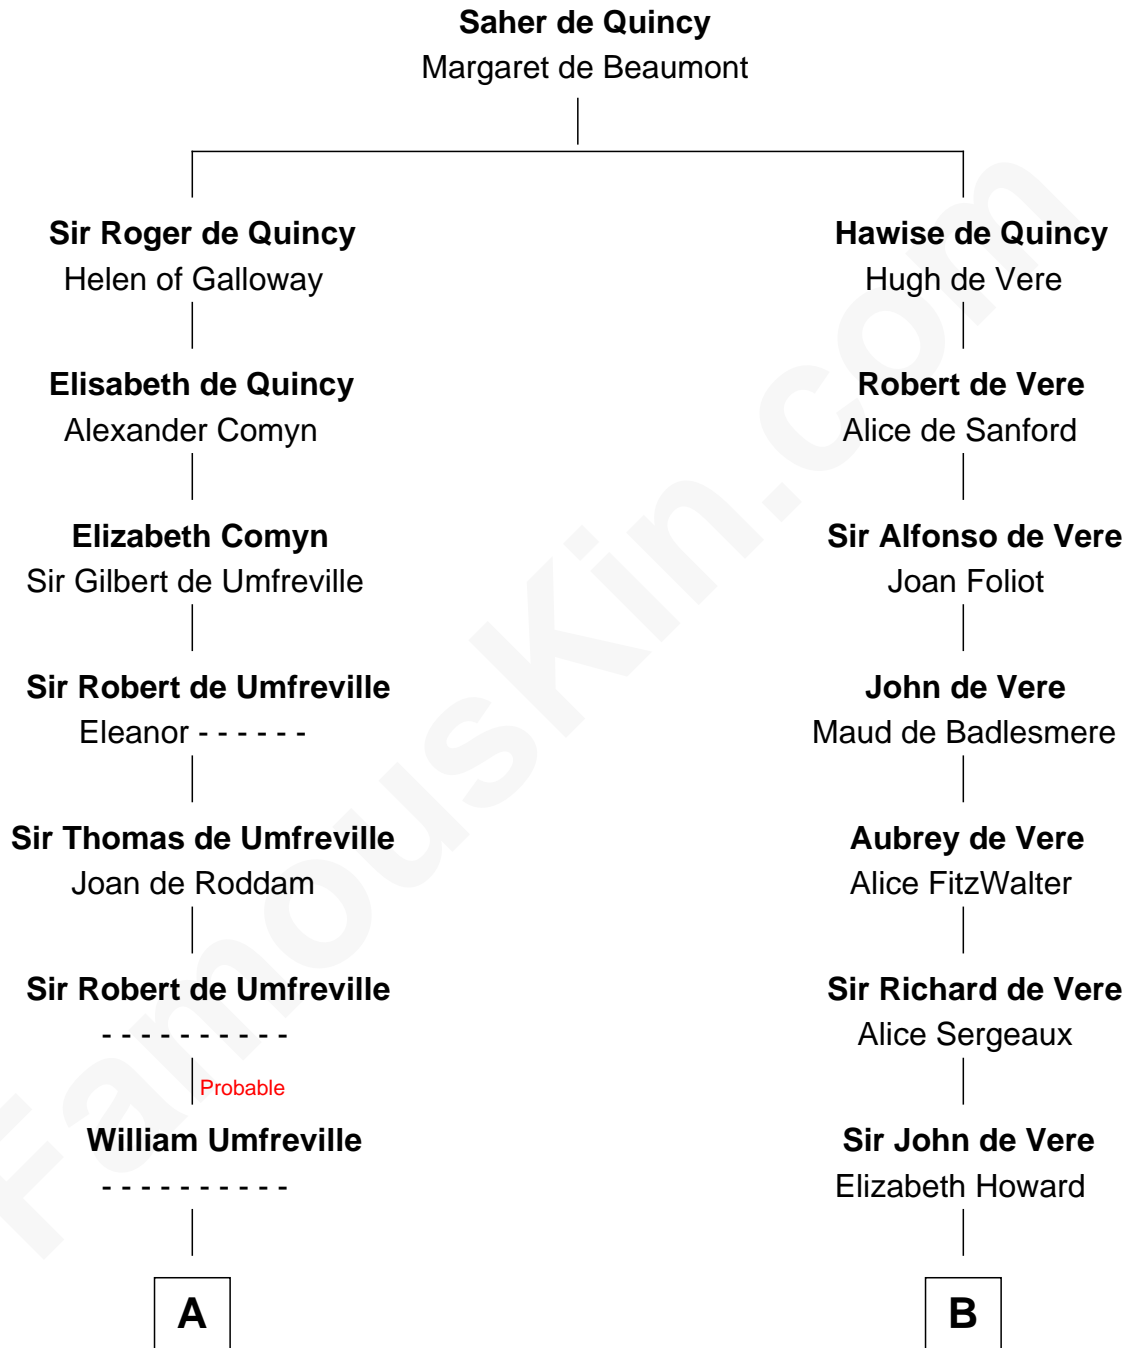 Saher de Quincy
Margaret de Beaumont
Sir Roger de Quincy
Helen of Galloway
Hawise de Quincy
Hugh de Vere
Elisabeth de Quincy
Alexander Comyn
Robert de Vere
Alice de Sanford
Elizabeth Comyn
Sir Gilbert de Umfreville
Sir Alfonso de Vere
Joan Foliot
Sir Robert de Umfreville
Eleanor - - - - - -
John de Vere
Maud de Badlesmere
Sir Thomas de Umfreville
Joan de Roddam
Aubrey de Vere
Alice FitzWalter
Sir Robert de Umfreville
- - - - - - - - - -
Sir Richard de Vere
Alice Sergeaux
Probable
William Umfreville
- - - - - - - - - -
Sir John de Vere
Elizabeth Howard
A
B
FamousKin.com